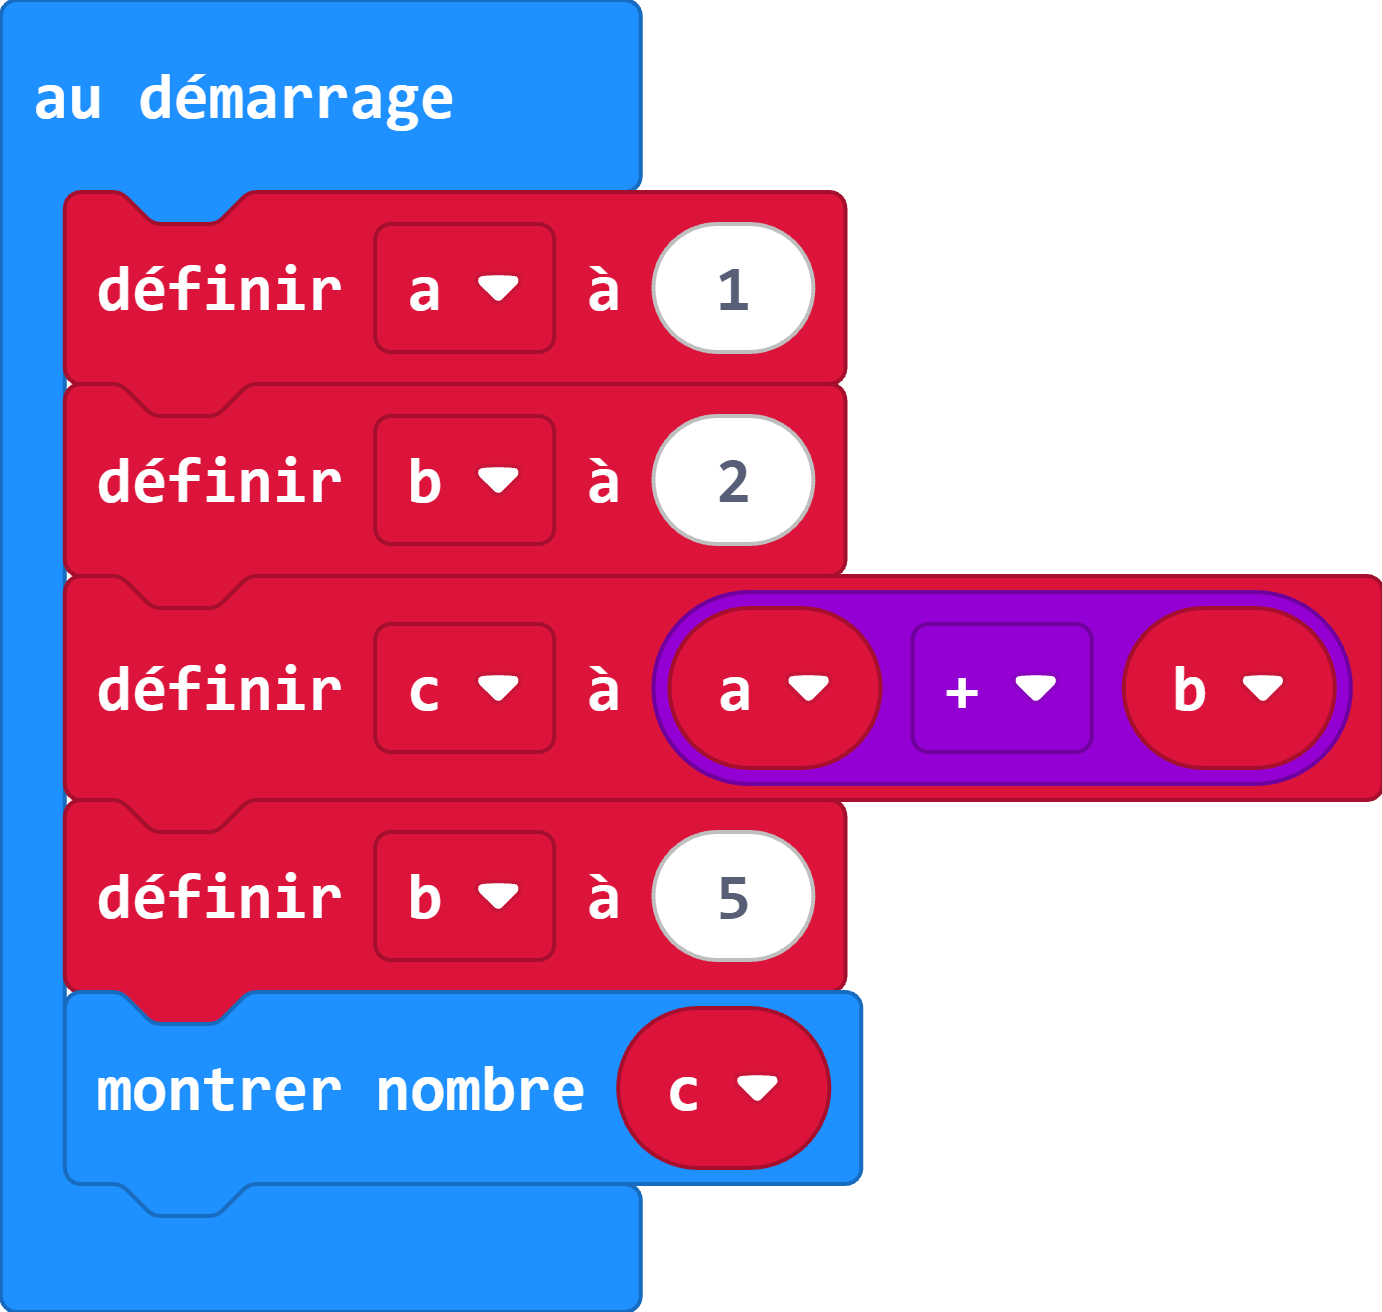 au démarrage
définir a à 1
définir b à 2
définir c à a + b
définir b à 5
montrer nombre c